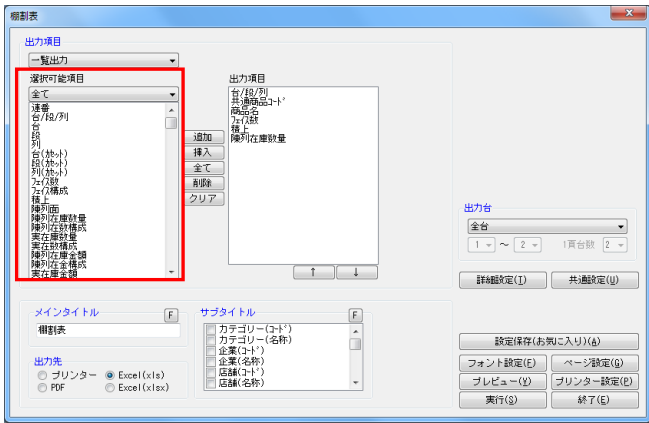 棚割表
出力項目
一覧出力
選択可能項目
全て
連番
台/段/列
台
段
列
台(ｶｾｯﾄ)
段(ｶｾｯﾄ)
列(ｶｾｯﾄ)
ﾌｪｲｽ数
ﾌｪｲｽ構成
積上
陳列面
陳列在庫数量
陳列在数構成
実在庫数量
実在数構成
陳列在庫金額
陳列在金構成
実在庫金額
追加
挿入
全て
削除
クリア
出力項目
台/段/列
共通商品ｺｰﾄﾞ
商品名
ﾌｪｲｽ数
積上
陳列在庫数量
↑
↓
出力台
全台
1 ～ 2 1頁台数 2
詳細設定(I)
共通設定(U)
メインタイトル F
棚割表
出力先
プリンター Excel(xls)
PDF Excel(xlsx)
サブタイトル F
カテゴリー(ｺｰﾄﾞ)
カテゴリー(名称)
企業(ｺｰﾄﾞ)
企業(名称)
店舗(ｺｰﾄﾞ)
店舗(名称)
設定保存(お気に入り)(A)
フォント設定(F) ページ設定(G)
プレビュー(V) プリンター設定(P)
実行(S) 終了(E)